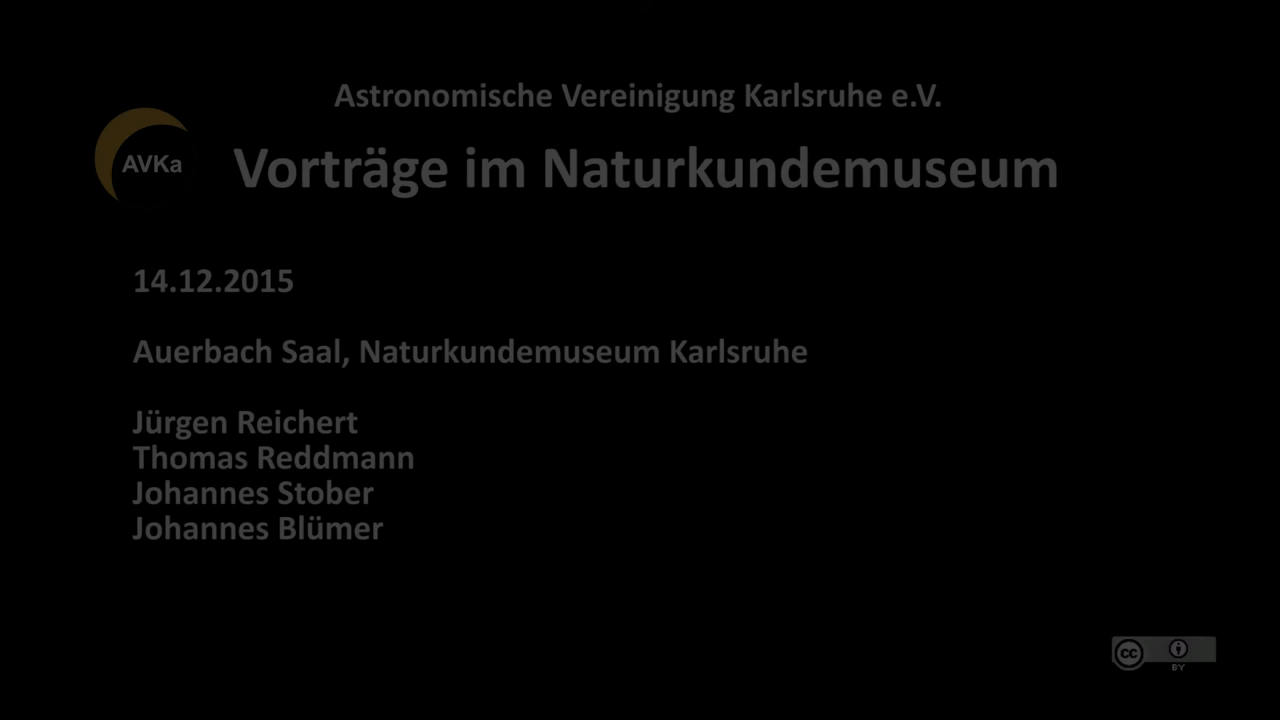 Astronomische Vereinigung Karlsruhe e.V.
AVKa
Vorträge im Naturkundemuseum
14.12.2015
Auerbach Saal, Naturkundemuseum Karlsruhe
Jürgen Reichert
Thomas Reddmann
Johannes Stober
Johannes Blümer
cc
BY